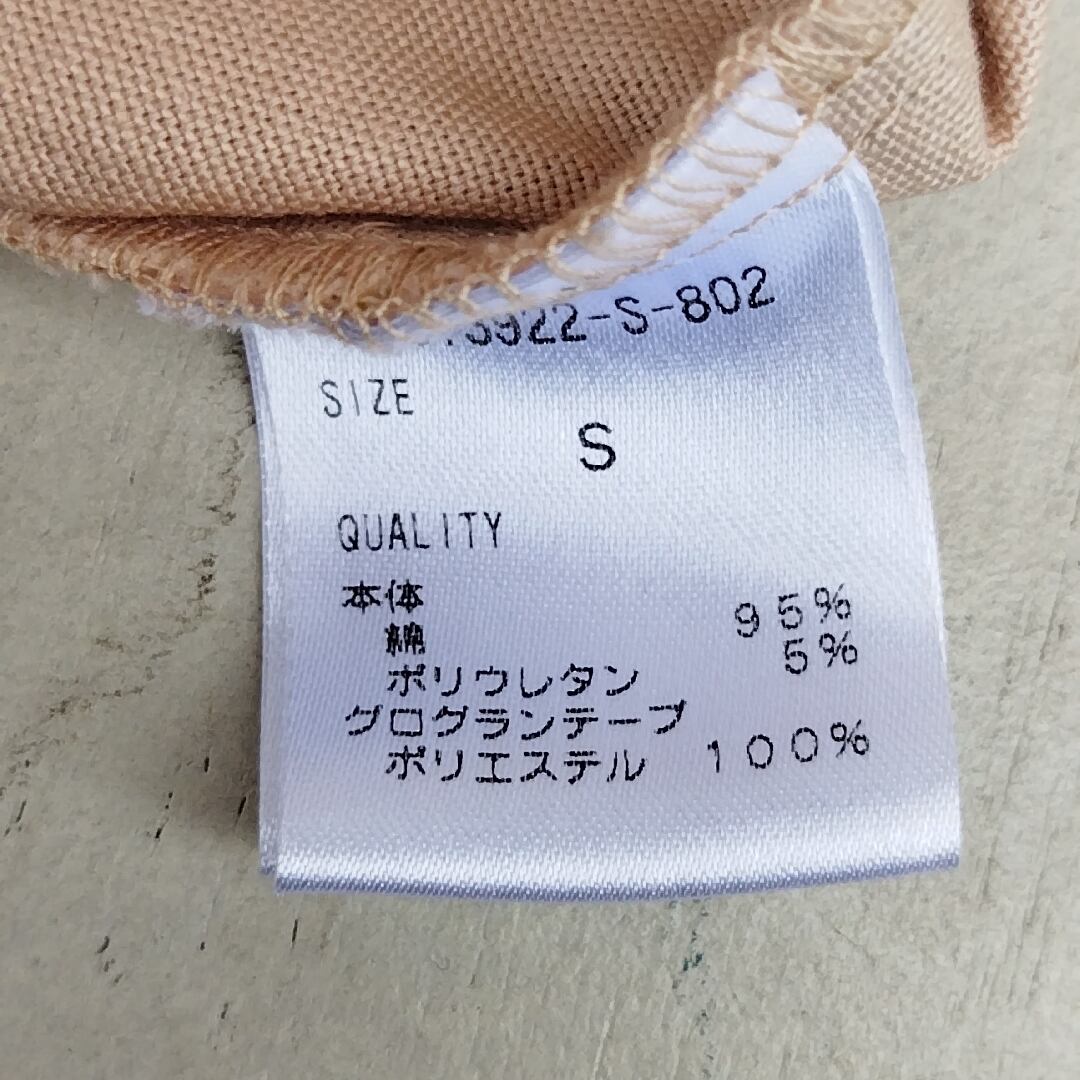 3922-S-802
SIZE
S
QUALITY
本体
綿 95%
ポリウレタン 5%
グログランテープ
ポリエステル 100%